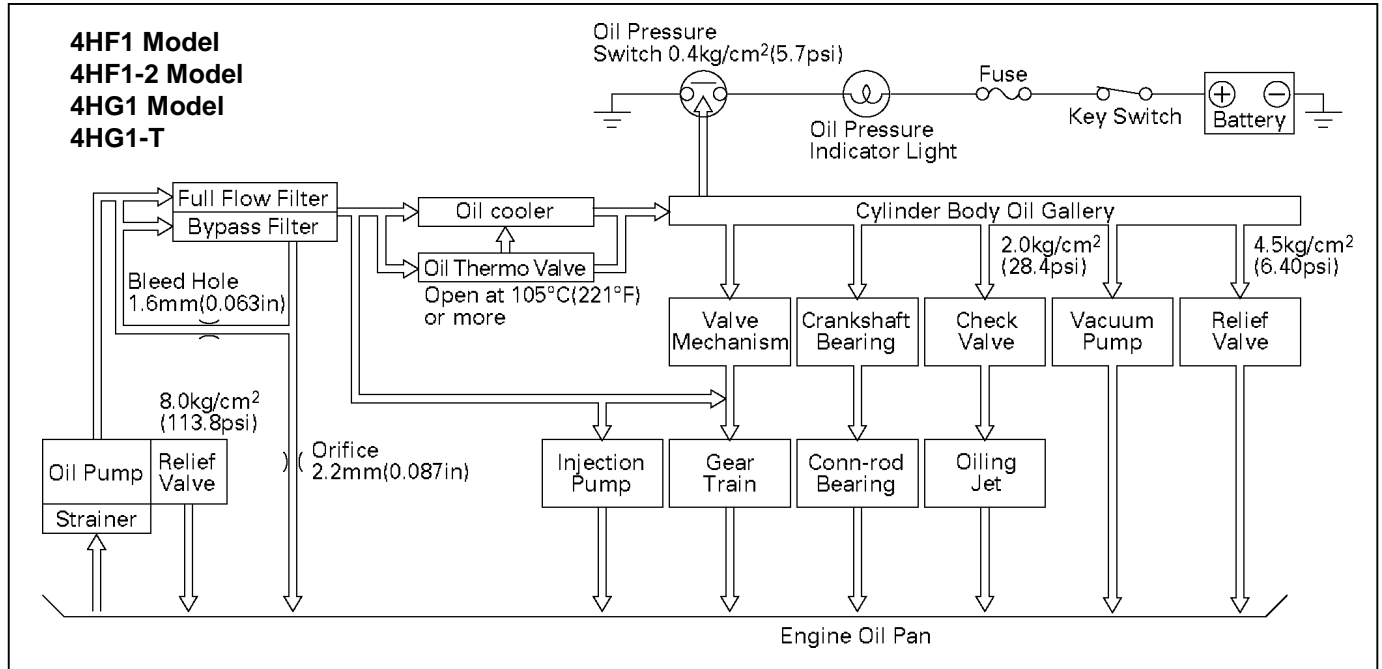 4HF1 Model
4HF1-2 Model
4HG1 Model
4HG1-T
Oil Pressure
Switch 0.4kg/cm²(5.7psi)
Fuse
Oil Pressure
Indicator Light
Key Switch
Battery
Full Flow Filter
Bypass Filter
Oil cooler
Oil Thermo Valve
Open at 105°C(221°F)
or more
Cylinder Body Oil Gallery
Bleed Hole
1.6mm(0.063in)
2.0kg/cm²
(28.4psi)
4.5kg/cm²
(6.40psi)
Valve
Mechanism
Crankshaft
Bearing
Check
Valve
Vacuum
Pump
Relief
Valve
8.0kg/cm²
(113.8psi)
Oil Pump
Relief
Valve
Strainer
Orifice
2.2mm(0.087in)
Injection
Pump
Gear
Train
Conn-rod
Bearing
Oiling
Jet
Engine Oil Pan